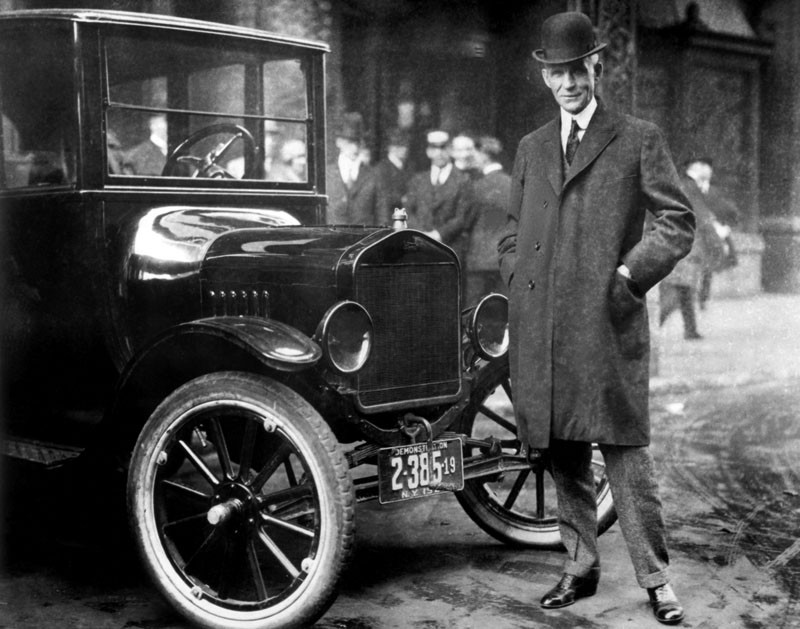 DEMONSTRATION
2-385 19
N.Y.